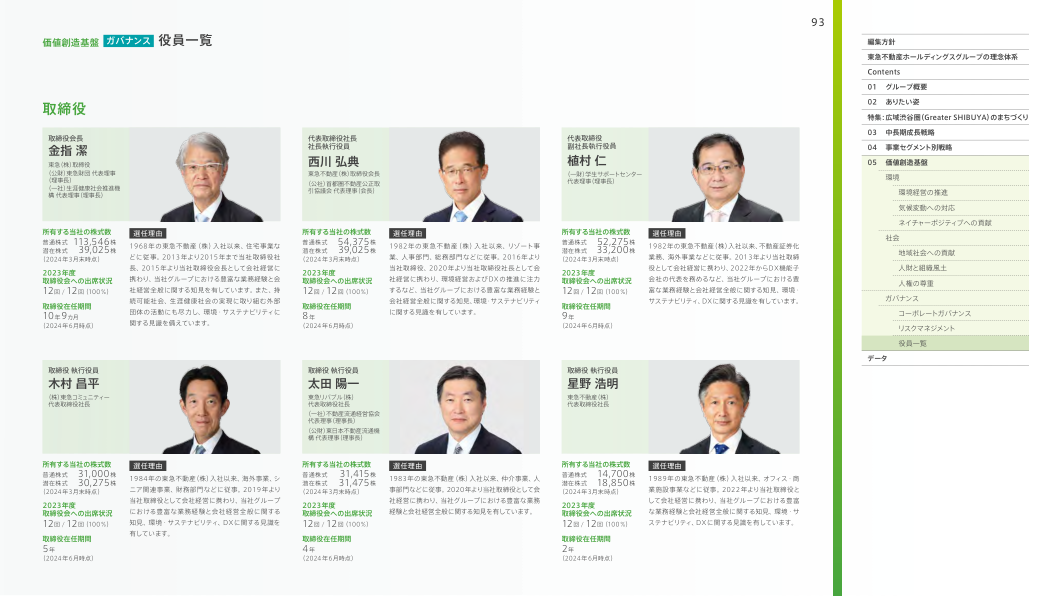 93
価値創造基盤 ガバナンス 役員一覧
取締役
取締役会長
金指 潔
東急（株）取締役
（公財）東急財団 代表理事
（理事長）
（一社）生涯健康社会推進機
構 代表理事（理事長）
所有する当社の株式数
普通株式 113,546株
潜在株式 39,025株
（2024年3月末時点）
2023年度
取締役会への出席状況
12回 / 12回（100%）
取締役在任期間
10年9カ月
（2024年6月時点）
選任理由
1968年の東急不動産（株）入社以来、住宅事業な
どに従事。2013年より2015年まで当社取締役社
長、2015年より当社取締役会長として会社経営に
携わり、当社グループにおける豊富な業務経験と会
社経営全般に関する知見を有しています。また、持
続可能社会、生涯健康社会の実現に取り組む外部
団体の活動にも尽力し、環境・サステナビリティに
関する見識を備えています。
代表取締役社長
社長執行役員
西川 弘典
東急不動産（株）取締役会長
（公社）首都圏不動産公正取
引協議会 代表理事（会長）
所有する当社の株式数
普通株式 54,375株
潜在株式 39,025株
（2024年3月末時点）
2023年度
取締役会への出席状況
12回 / 12回（100%）
取締役在任期間
8年
（2024年6月時点）
選任理由
1982年の東急不動産（株）入社以来、リゾート事
業、人事部門、総務部門などに従事。2016年より
当社取締役、2020年より当社取締役社長として会
社経営に携わり、環境経営およびDXの推進に注力
するなど、当社グループにおける豊富な業務経験と
会社経営全般に関する知見、環境・サステナビリティ
に関する見識を有しています。
代表取締役
副社長執行役員
植村 仁
（一財）学生サポートセンター
代表理事（理事長）
所有する当社の株式数
普通株式 52,275株
潜在株式 33,200株
（2024年3月末時点）
2023年度
取締役会への出席状況
12回 / 12回（100%）
取締役在任期間
9年
（2024年6月時点）
選任理由
1982年の東急不動産（株）入社以来、不動産証券化
業務、海外事業などに従事。2013年より当社取締
役として会社経営に携わり、2022年からDX機能子
会社の代表を務めるなど、当社グループにおける豊
富な業務経験と会社経営全般に関する知見、環境・
サステナビリティ、DXに関する見識を有しています。
取締役 執行役員
木村 昌平
（株）東急コミュニティー
代表取締役社長
所有する当社の株式数
普通株式 31,000株
潜在株式 30,275株
（2024年3月末時点）
2023年度
取締役会への出席状況
12回 / 12回（100%）
取締役在任期間
5年
（2024年6月時点）
選任理由
1984年の東急不動産（株）入社以来、海外事業、シ
ニア関連事業、財務部門などに従事。2019年より
当社取締役として会社経営に携わり、当社グループ
における豊富な業務経験と会社経営全般に関する
知見、環境・サステナビリティ、DXに関する見識を
有しています。
取締役 執行役員
太田 陽一
東急リバブル（株）
代表取締役社長
（一社）不動産流通経営協会
代表理事（理事長）
（公財）東日本不動産流通機
構 代表理事（理事長）
所有する当社の株式数
普通株式 31,415株
潜在株式 31,475株
（2024年3月末時点）
2023年度
取締役会への出席状況
12回 / 12回（100%）
取締役在任期間
4年
（2024年6月時点）
選任理由
1983年の東急不動産（株）入社以来、仲介事業、人
事部門などに従事。2020年より当社取締役として会
社経営に携わり、当社グループにおける豊富な業務
経験と会社経営全般に関する知見を有しています。
取締役 執行役員
星野 浩明
東急不動産（株）
代表取締役社長
所有する当社の株式数
普通株式 14,700株
潜在株式 18,850株
（2024年3月末時点）
2023年度
取締役会への出席状況
12回 / 12回（100%）
取締役在任期間
2年
（2024年6月時点）
選任理由
1989年の東急不動産（株）入社以来、オフィス・商
業施設事業などに従事。2022年より当社取締役と
して会社経営に携わり、当社グループにおける豊富
な業務経験と会社経営全般に関する知見、環境・サ
ステナビリティ、DXに関する見識を有しています。
編集方針
東急不動産ホールディングスグループの理念体系
Contents
01 グループ概要
02 ありたい姿
特集：広域渋谷圏（Greater SHIBUYA）のまちづくり
03 中長期成長戦略
04 事業セグメント別戦略
05 価値創造基盤
環境
環境経営の推進
気候変動への対応
ネイチャーポジティブへの貢献
社会
地域社会への貢献
人財と組織風土
人権の尊重
ガバナンス
コーポレートガバナンス
リスクマネジメント
役員一覧
データ